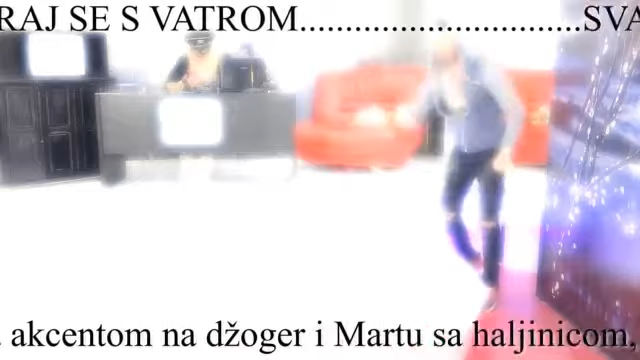 RAJ SE S VATROM...............................SVA
akcentom na džoger i Martu sa haljinicom,